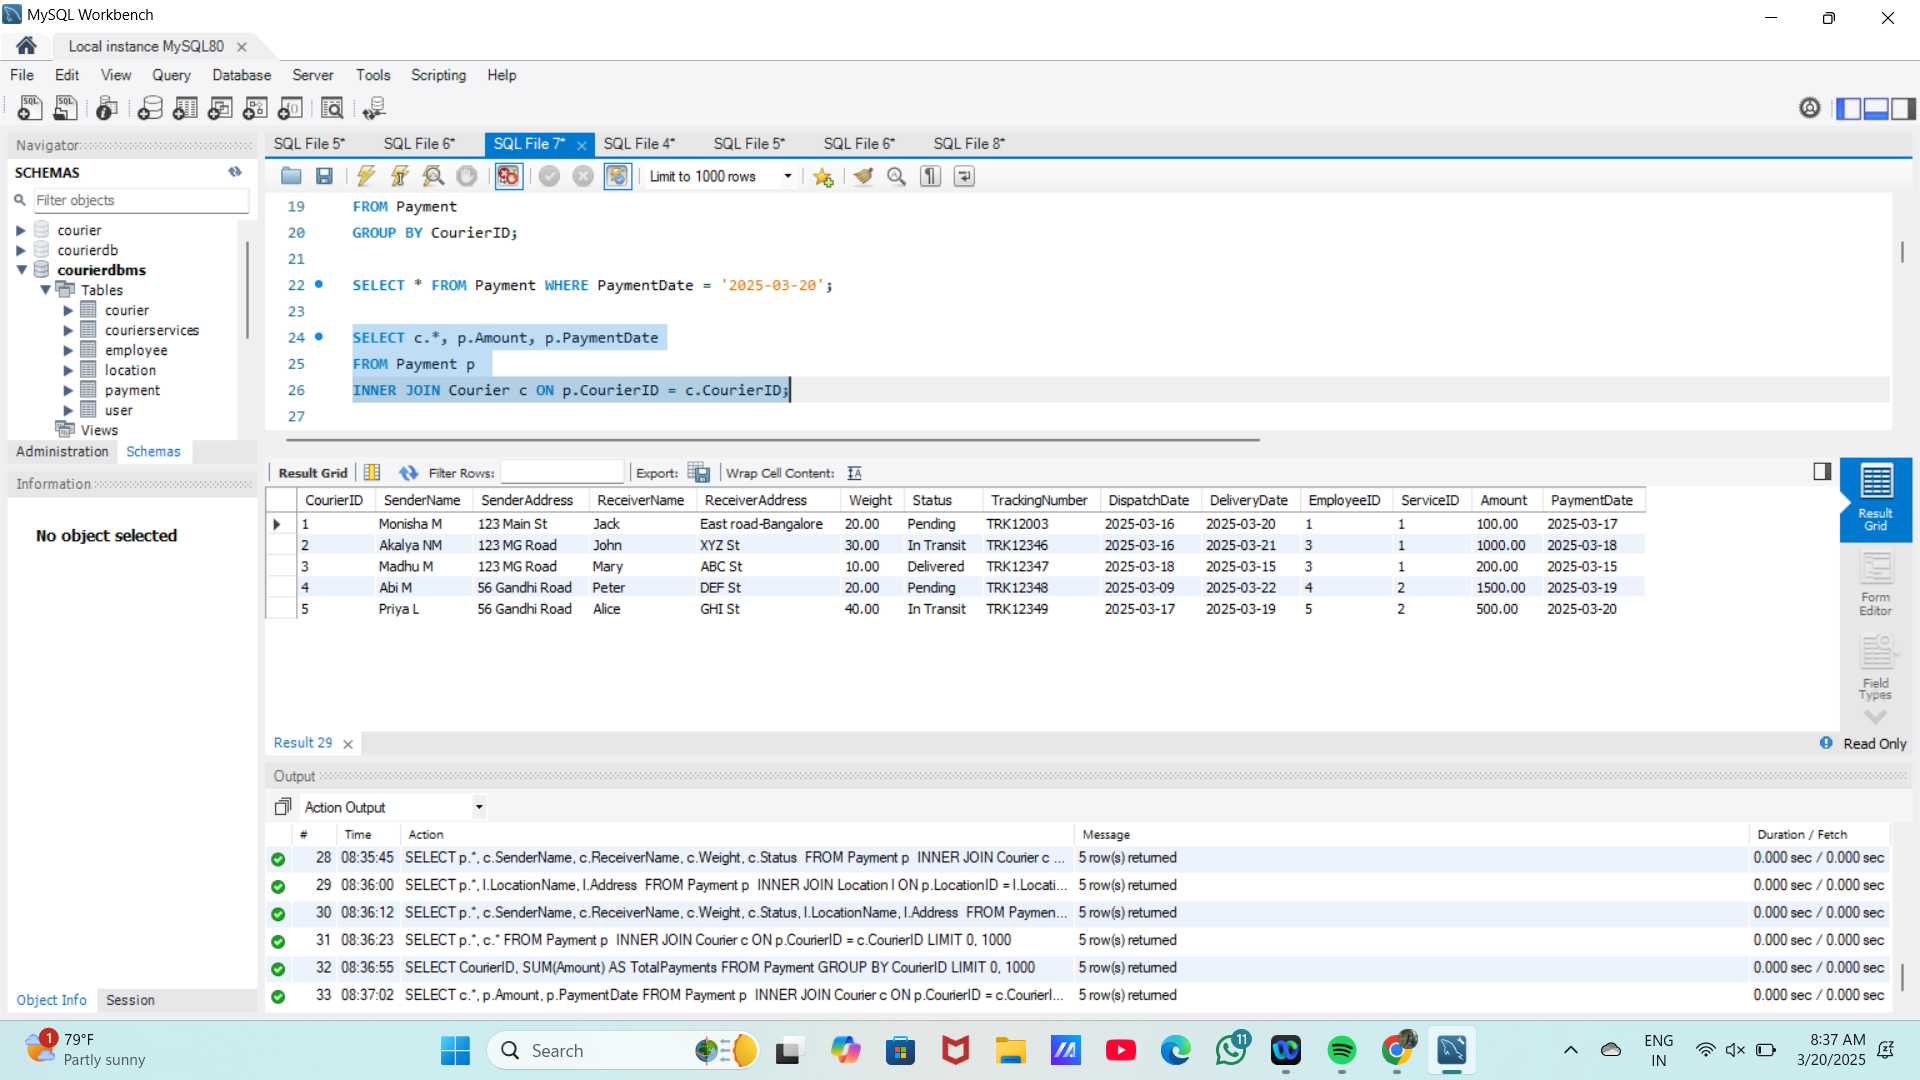 MySQL Workbench
Local instance MySQL80
File Edit View Query Database Server Tools Scripting Help
Navigator
SCHEMAS
Filter objects
courier
courierdb
courierdbms
Tables
courier
courierservices
employee
location
payment
user
Views
Administration Schemas
Information
No object selected
Object Info Session
SQL File 5* SQL File 6* SQL File 7* SQL File 4* SQL File 5* SQL File 6* SQL File 8*
Limit to 1000 rows
19 FROM Payment
20 GROUP BY CourierID;
21
22 SELECT * FROM Payment WHERE PaymentDate = '2025-03-20';
23
24 SELECT c.*, p.Amount, p.PaymentDate
25 FROM Payment p
26 INNER JOIN Courier c ON p.CourierID = c.CourierID;
27
Result Grid Filter Rows: Export: Wrap Cell Content:
CourierID SenderName SenderAddress ReceiverName ReceiverAddress Weight Status TrackingNumber DispatchDate DeliveryDate EmployeeID ServiceID Amount PaymentDate
1 Monisha M 123 Main St Jack East road-Bangalore 20.00 Pending TRK12003 2025-03-16 2025-03-20 1 1 100.00 2025-03-17
2 Akalya NM 123 MG Road John XYZ St 30.00 In Transit TRK12346 2025-03-16 2025-03-21 3 1 1000.00 2025-03-18
3 Madhu M 123 MG Road Mary ABC St 10.00 Delivered TRK12347 2025-03-18 2025-03-15 3 1 200.00 2025-03-15
4 Abi M 56 Gandhi Road Peter DEF St 20.00 Pending TRK12348 2025-03-09 2025-03-22 4 2 1500.00 2025-03-19
5 Priya L 56 Gandhi Road Alice GHI St 40.00 In Transit TRK12349 2025-03-17 2025-03-19 5 2 500.00 2025-03-20
Result
Grid
Form
Editor
Field
Types
Result 29
Read Only
Output
Action Output
# Time Action Message Duration / Fetch
28 08:35:45 SELECT p.*, c.SenderName, c.ReceiverName, c.Weight, c.Status FROM Payment p INNER JOIN Courier c ... 5 row(s) returned 0.000 sec / 0.000 sec
29 08:36:00 SELECT p.*, l.LocationName, l.Address FROM Payment p INNER JOIN Location l ON p.LocationID = l.Locati... 5 row(s) returned 0.000 sec / 0.000 sec
30 08:36:12 SELECT p.*, c.SenderName, c.ReceiverName, c.Weight, c.Status, l.LocationName, l.Address FROM Paymen... 5 row(s) returned 0.000 sec / 0.000 sec
31 08:36:23 SELECT p.*, c.* FROM Payment p INNER JOIN Courier c ON p.CourierID = c.CourierID LIMIT 0, 1000 5 row(s) returned 0.000 sec / 0.000 sec
32 08:36:55 SELECT CourierID, SUM(Amount) AS TotalPayments FROM Payment GROUP BY CourierID LIMIT 0, 1000 5 row(s) returned 0.000 sec / 0.000 sec
33 08:37:02 SELECT c.*, p.Amount, p.PaymentDate FROM Payment p INNER JOIN Courier c ON p.CourierID = c.CourierI... 5 row(s) returned 0.000 sec / 0.000 sec
1
79°F
Partly sunny
Search
11
ENG
IN
8:37 AM
3/20/2025